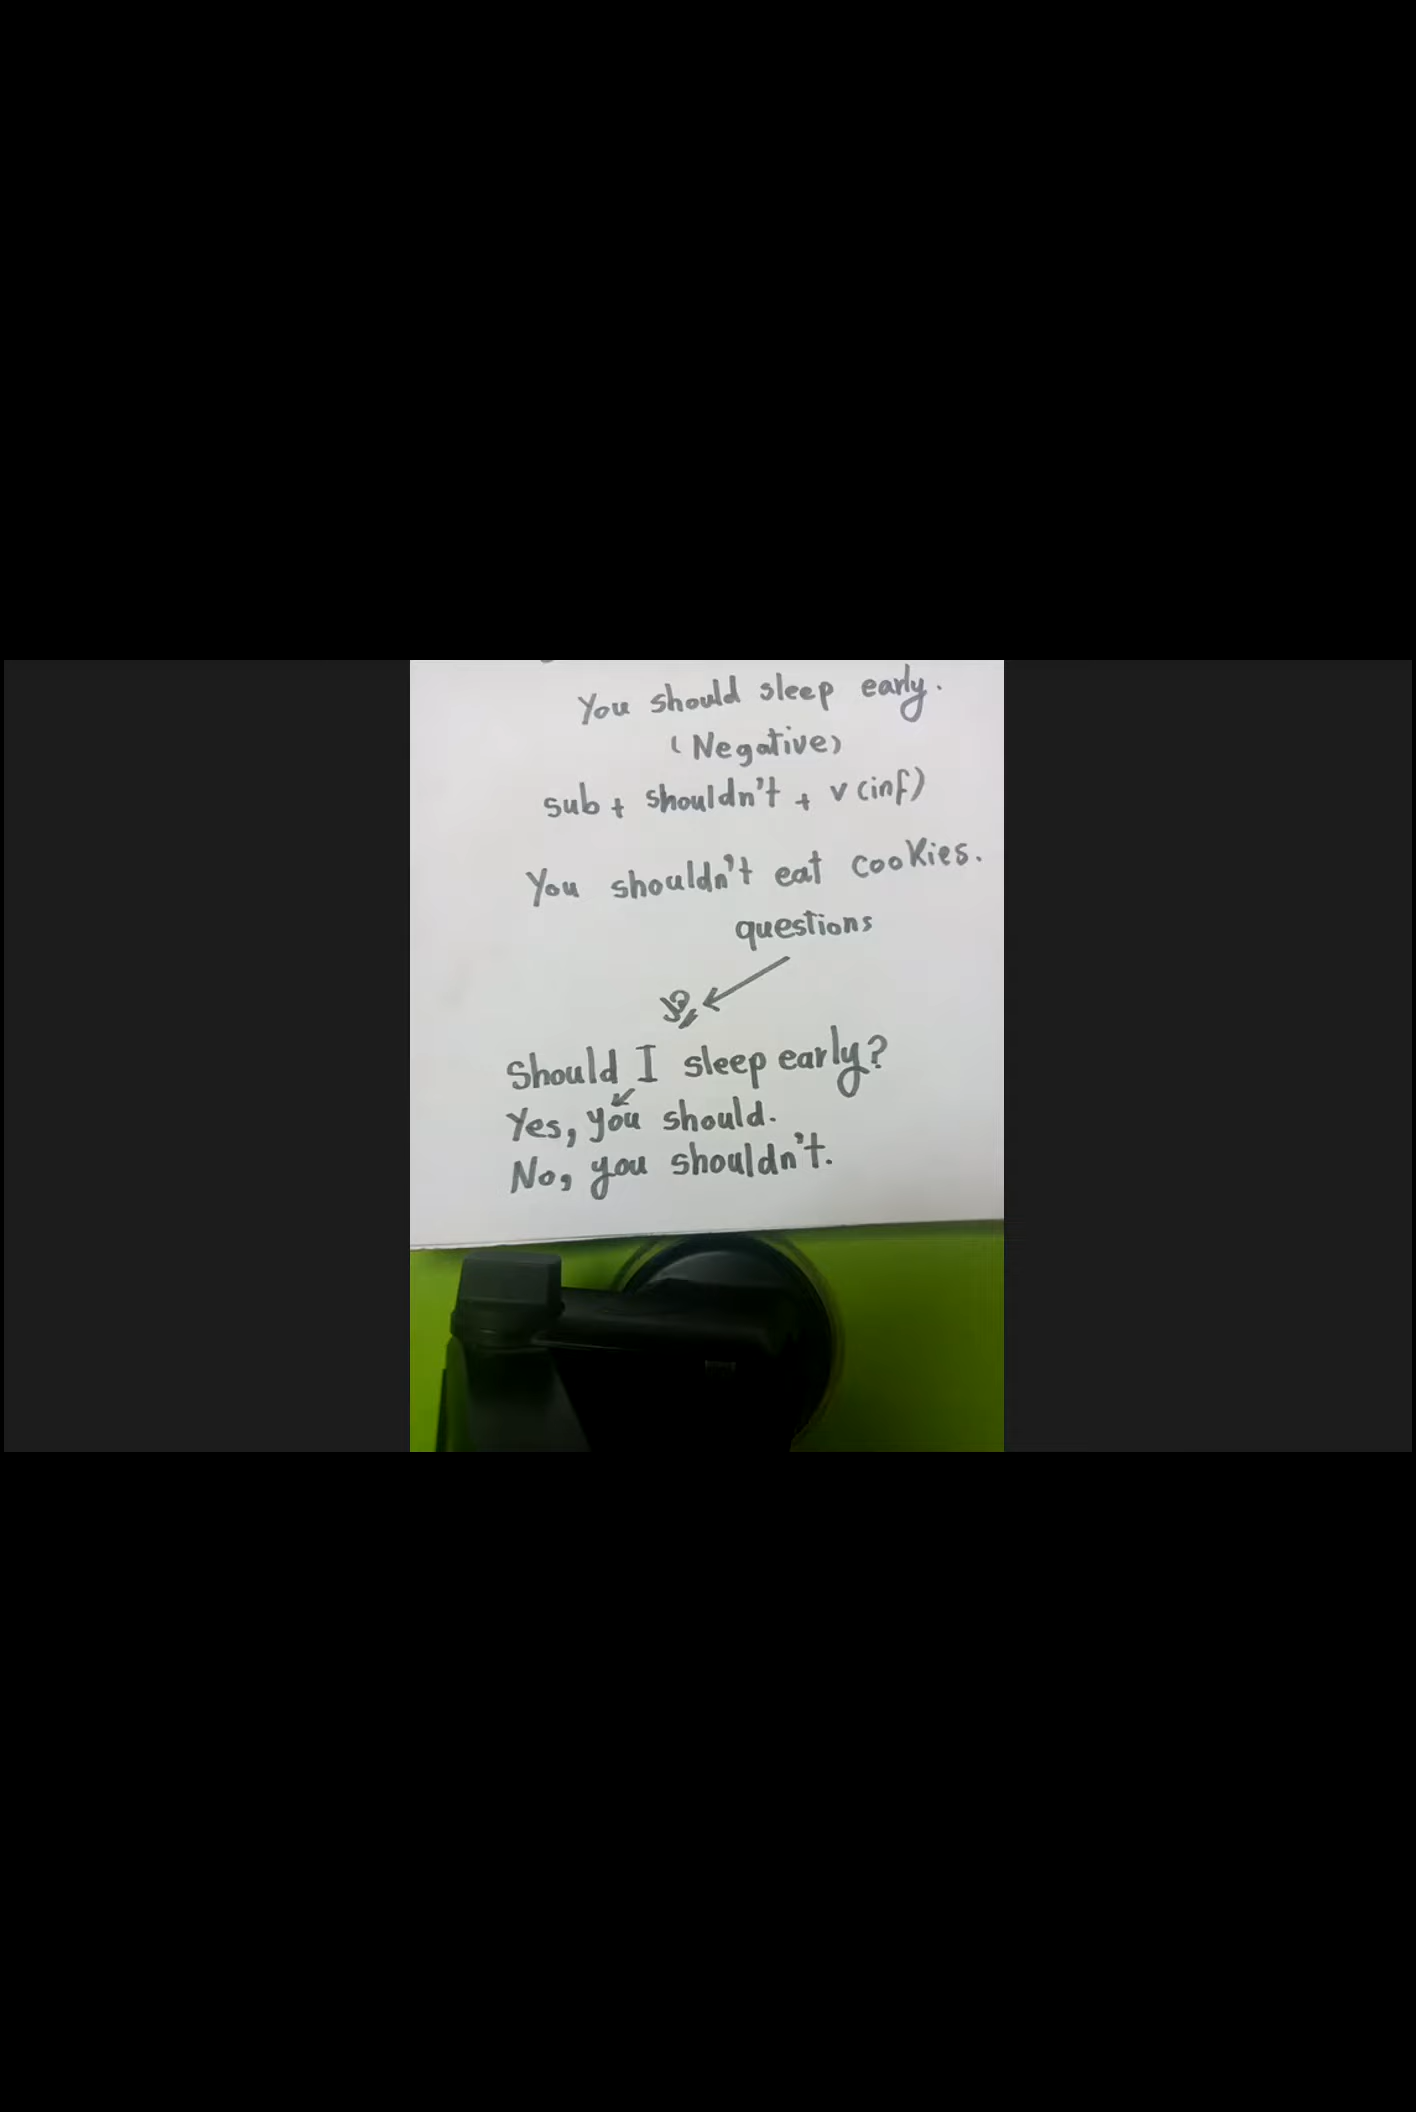 You should sleep early.
(Negative)
sub + shouldn't + v (inf)
You shouldn't eat cookies.
questions
هل
Should I sleep early?
Yes, you should.
No, you shouldn't.